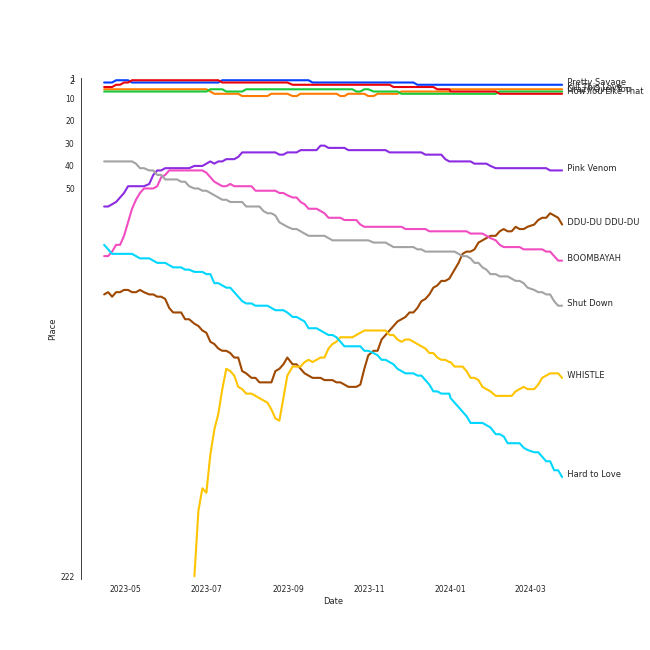 1
2
10
20
30
40
50
222
Place
2023-05
2023-07
2023-09
2023-11
2024-01
2024-03
Date
Pretty Savage
How You Like That
Pink Venom
DDU-DU DDU-DU
BOOMBAYAH
Shut Down
WHISTLE
Hard to Love